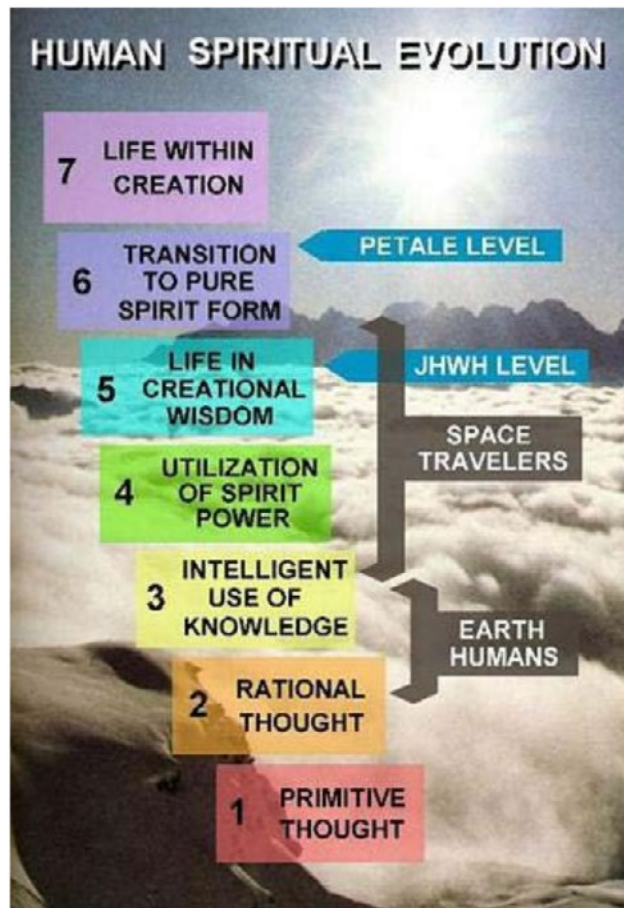 HUMAN SPIRITUAL EVOLUTION
7
LIFE WITHIN
CREATION
6
TRANSITION
TO PURE
SPIRIT FORM
PETALE LEVEL
5
LIFE IN
CREATIONAL
WISDOM
JHWH LEVEL
SPACE
TRAVELERS
4
UTILIZATION
OF SPIRIT
POWER
3
INTELLIGENT
USE OF
KNOWLEDGE
EARTH
HUMANS
2
RATIONAL
THOUGHT
1
PRIMITIVE
THOUGHT